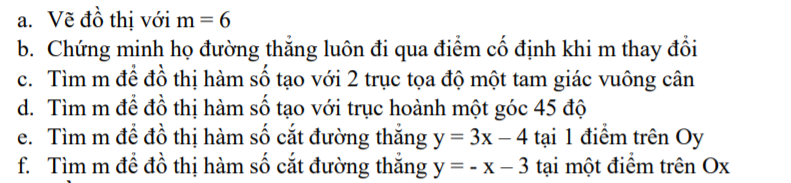 a. Vẽ đồ thị với m = 6
b. Chứng minh họ đường thẳng luôn đi qua điểm cố định khi m thay đổi
c. Tìm m để đồ thị hàm số tạo với 2 trục tọa độ một tam giác vuông cân
d. Tìm m để đồ thị hàm số tạo với trục hoành một góc 45 độ
e. Tìm m để đồ thị hàm số cắt đường thẳng y = 3x – 4 tại 1 điểm trên Oy
f. Tìm m để đồ thị hàm số cắt đường thẳng y = - x – 3 tại một điểm trên Ox